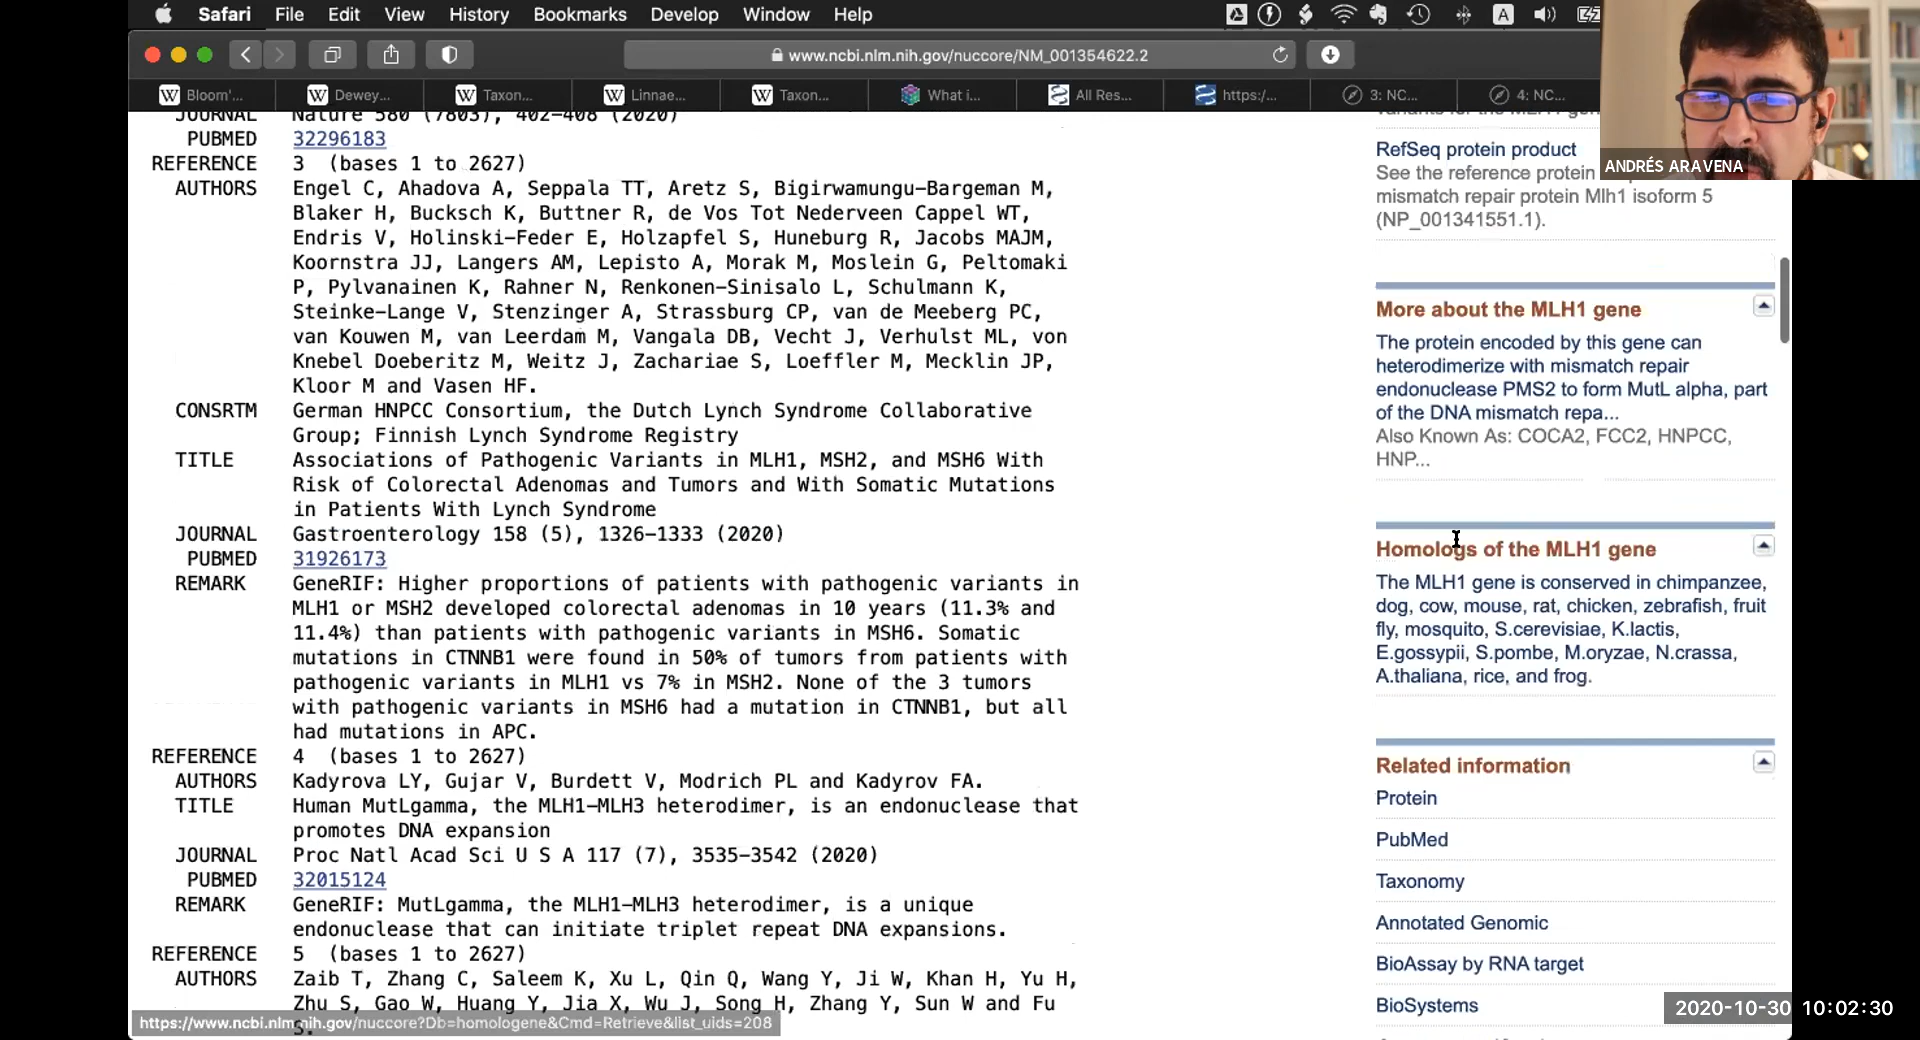 Safari File Edit View History Bookmarks Develop Window Help
www.ncbi.nlm.nih.gov/nuccore/NM_001354622.2
Bloom'... Dewey... Taxon... Linnae... Taxon... What i... All Res... https:/... 3: NC... 4: NC...
ANDRÉS ARAVENA
JOURNAL Nature 580 (7803), 402-408 (2020)
PUBMED 32296183
REFERENCE 3 (bases 1 to 2627)
AUTHORS Engel C, Ahadova A, Seppala TT, Aretz S, Bigirwamungu-Bargeman M,
Blaker H, Bucksch K, Buttner R, de Vos Tot Nederveen Cappel WT,
Endris V, Holinski-Feder E, Holzapfel S, Huneburg R, Jacobs MAJM,
Koornstra JJ, Langers AM, Lepisto A, Morak M, Moslein G, Peltomaki
P, Pylvanainen K, Rahner N, Renkonen-Sinisalo L, Schulmann K,
Steinke-Lange V, Stenzinger A, Strassburg CP, van de Meeberg PC,
van Kouwen M, van Leerdam M, Vangala DB, Vecht J, Verhulst ML, von
Knebel Doeberitz M, Weitz J, Zachariae S, Loeffler M, Mecklin JP,
Kloor M and Vasen HF.
CONSRTM German HNPCC Consortium, the Dutch Lynch Syndrome Collaborative
Group; Finnish Lynch Syndrome Registry
TITLE Associations of Pathogenic Variants in MLH1, MSH2, and MSH6 With
Risk of Colorectal Adenomas and Tumors and With Somatic Mutations
in Patients With Lynch Syndrome
JOURNAL Gastroenterology 158 (5), 1326-1333 (2020)
PUBMED 31926173
REMARK GeneRIF: Higher proportions of patients with pathogenic variants in
MLH1 or MSH2 developed colorectal adenomas in 10 years (11.3% and
11.4%) than patients with pathogenic variants in MSH6. Somatic
mutations in CTNNB1 were found in 50% of tumors from patients with
pathogenic variants in MLH1 vs 7% in MSH2. None of the 3 tumors
with pathogenic variants in MSH6 had a mutation in CTNNB1, but all
had mutations in APC.
REFERENCE 4 (bases 1 to 2627)
AUTHORS Kadyrova LY, Gujar V, Burdett V, Modrich PL and Kadyrov FA.
TITLE Human MutLgamma, the MLH1-MLH3 heterodimer, is an endonuclease that
promotes DNA expansion
JOURNAL Proc Natl Acad Sci U S A 117 (7), 3535-3542 (2020)
PUBMED 32015124
REMARK GeneRIF: MutLgamma, the MLH1-MLH3 heterodimer, is a unique
endonuclease that can initiate triplet repeat DNA expansions.
REFERENCE 5 (bases 1 to 2627)
AUTHORS Zaib T, Zhang C, Saleem K, Xu L, Qin Q, Wang Y, Ji W, Khan H, Yu H,
Zhu S, Gao W, Huang Y, Jia X, Wu J, Song H, Zhang Y, Sun W and Fu
S.
https://www.ncbi.nlm.nih.gov/nuccore?Db=homologene&Cmd=Retrieve&list_uids=208
variants for the MLH1 gen
RefSeq protein product
See the reference protein
mismatch repair protein Mlh1 isoform 5
(NP_001341551.1).
More about the MLH1 gene
The protein encoded by this gene can
heterodimerize with mismatch repair
endonuclease PMS2 to form MutL alpha, part
of the DNA mismatch repa...
Also Known As: COCA2, FCC2, HNPCC,
HNP...
Homologs of the MLH1 gene
The MLH1 gene is conserved in chimpanzee,
dog, cow, mouse, rat, chicken, zebrafish, fruit
fly, mosquito, S.cerevisiae, K.lactis,
E.gossypii, S.pombe, M.oryzae, N.crassa,
A.thaliana, rice, and frog.
Related information
Protein
PubMed
Taxonomy
Annotated Genomic
BioAssay by RNA target
BioSystems
2020-10-30 10:02:30